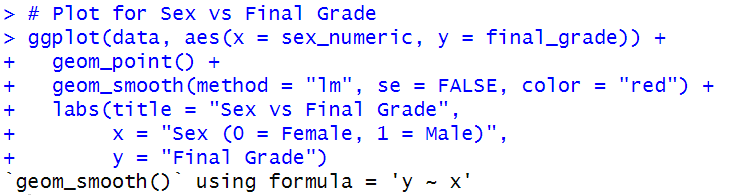 > # Plot for Sex vs Final Grade
> ggplot(data, aes(x = sex_numeric, y = final_grade)) +
+   geom_point() +
+   geom_smooth(method = "lm", se = FALSE, color = "red") +
+   labs(title = "Sex vs Final Grade",
+        x = "Sex (0 = Female, 1 = Male)",
+        y = "Final Grade")
`geom_smooth()` using formula = 'y ~ x'